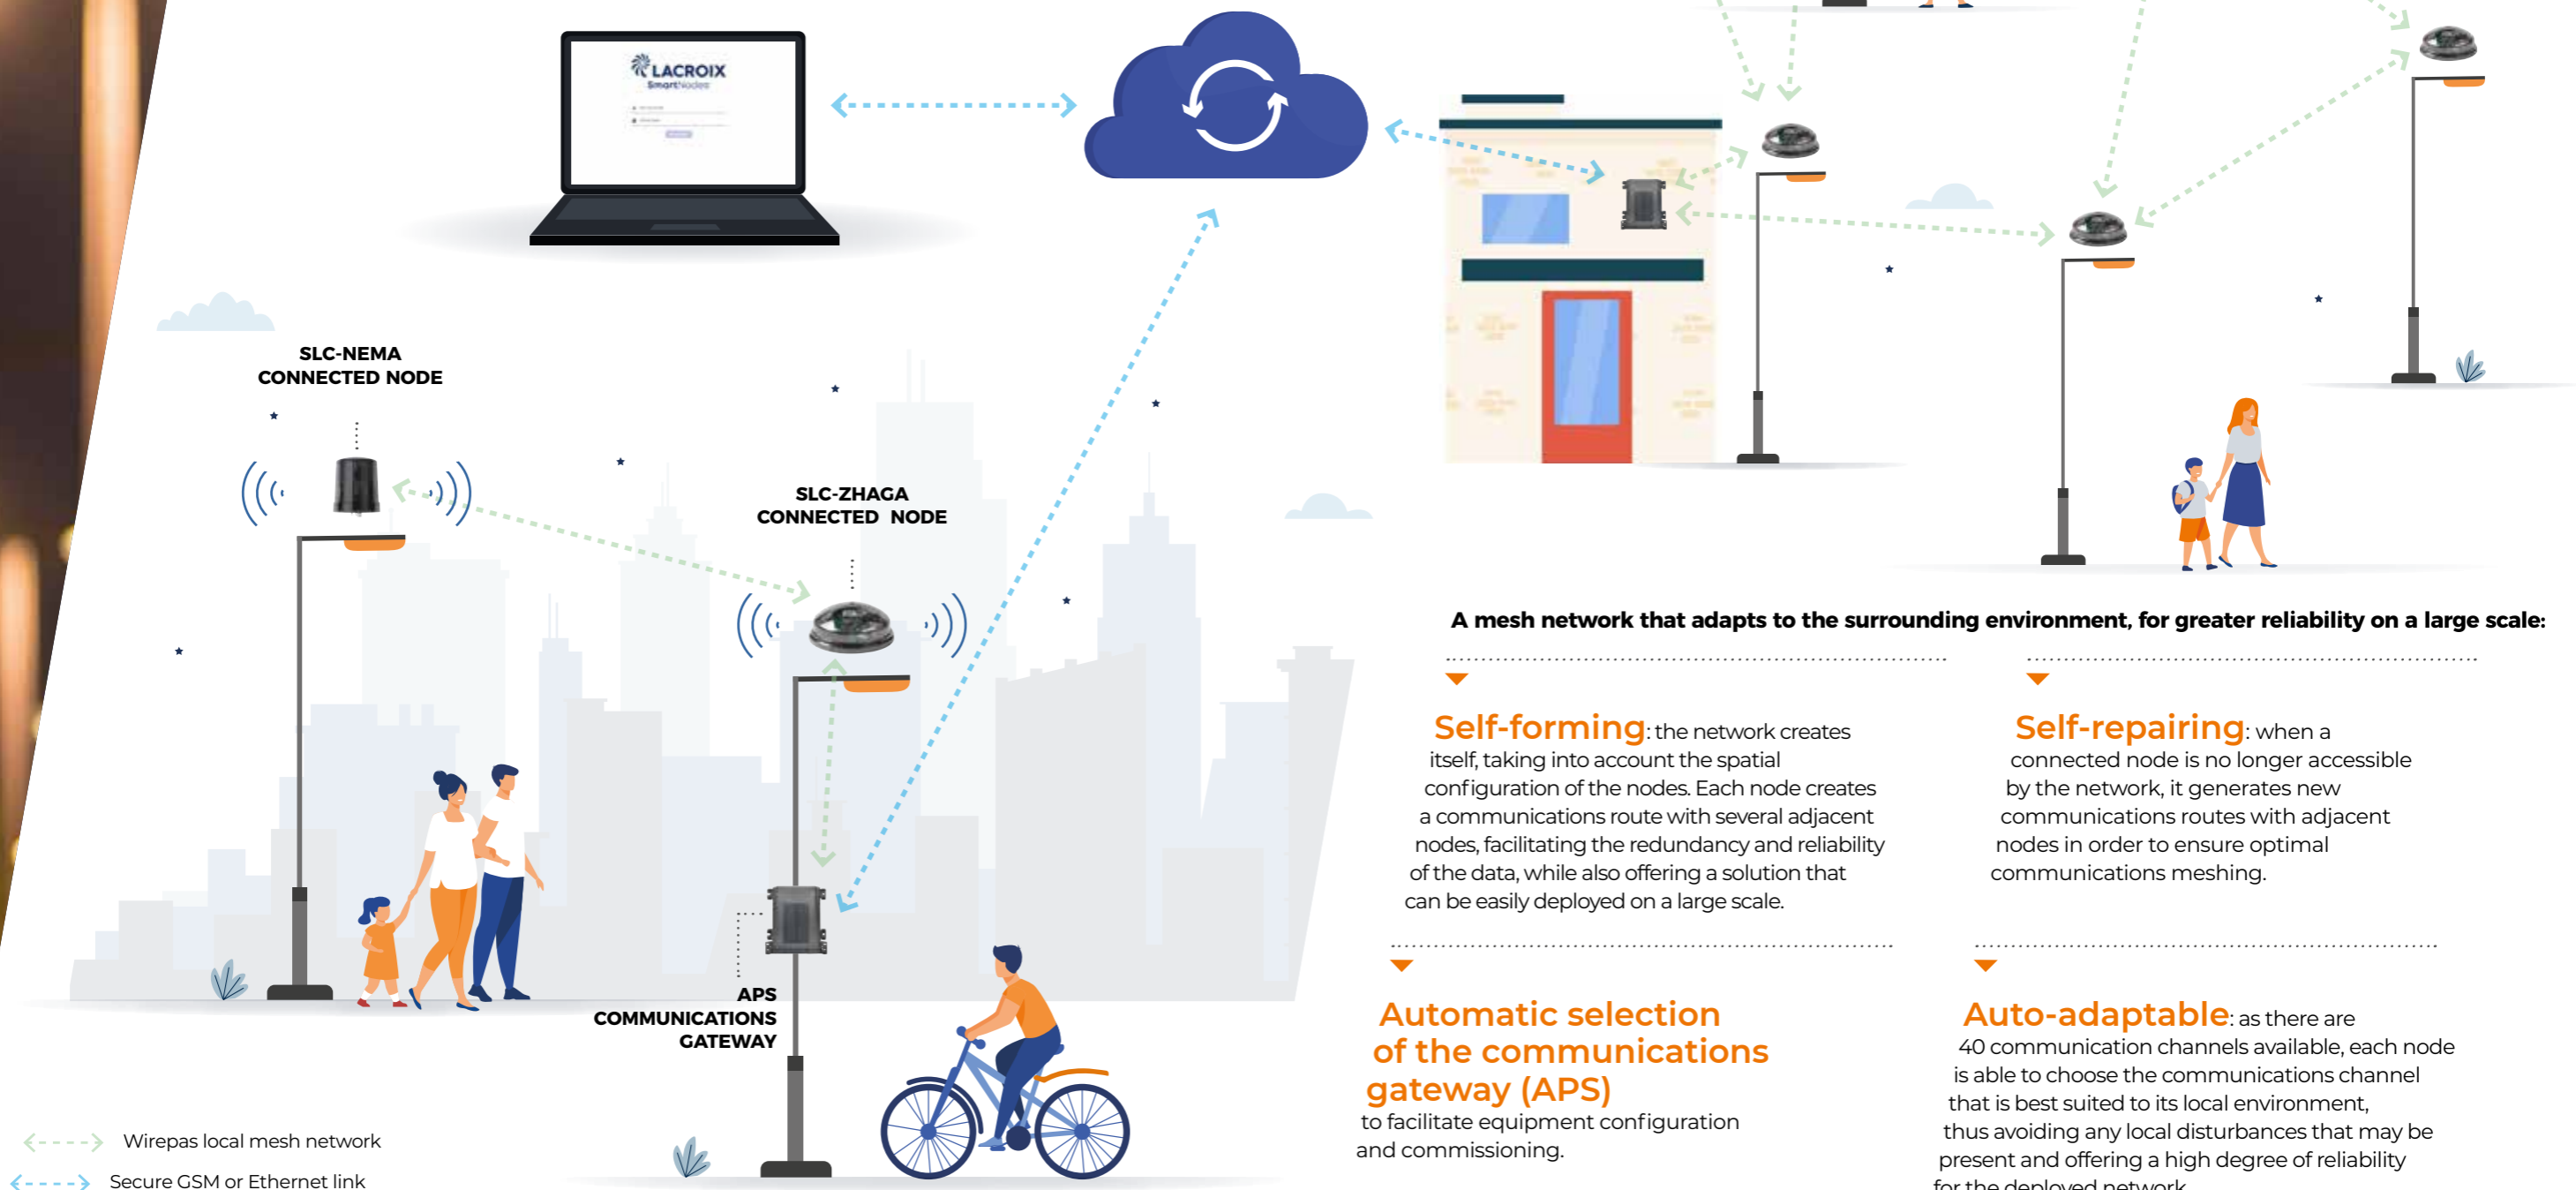 LACROIX
SmartNodes
SLC-NEMA
CONNECTED NODE
SLC-ZHAGA
CONNECTED NODE
APS
COMMUNICATIONS
GATEWAY
Wirepas local mesh network
Secure GSM or Ethernet link
A mesh network that adapts to the surrounding environment, for greater reliability on a large scale:
Self-forming: the network creates
itself, taking into account the spatial
configuration of the nodes. Each node creates
a communications route with several adjacent
nodes, facilitating the redundancy and reliability
of the data, while also offering a solution that
can be easily deployed on a large scale.
Self-repairing: when a
connected node is no longer accessible
by the network, it generates new
communications routes with adjacent
nodes in order to ensure optimal
communications meshing.
Automatic selection
of the communications
gateway (APS)
to facilitate equipment configuration
and commissioning.
Auto-adaptable: as there are
40 communication channels available, each node
is able to choose the communications channel
that is best suited to its local environment,
thus avoiding any local disturbances that may be
present and offering a high degree of reliability
for the deployed network